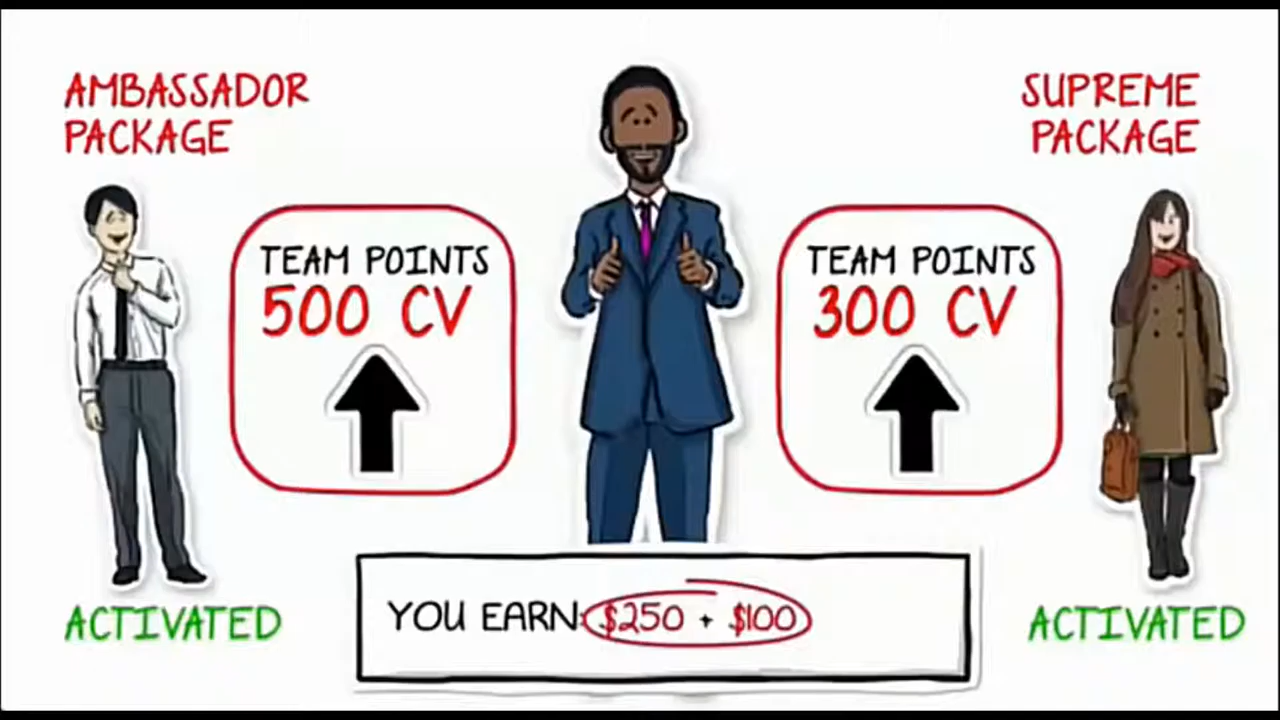 AMBASSADOR
PACKAGE
SUPREME
PACKAGE
TEAM POINTS
500 CV
TEAM POINTS
300 CV
ACTIVATED
YOU EARN: $250 + $100
ACTIVATED